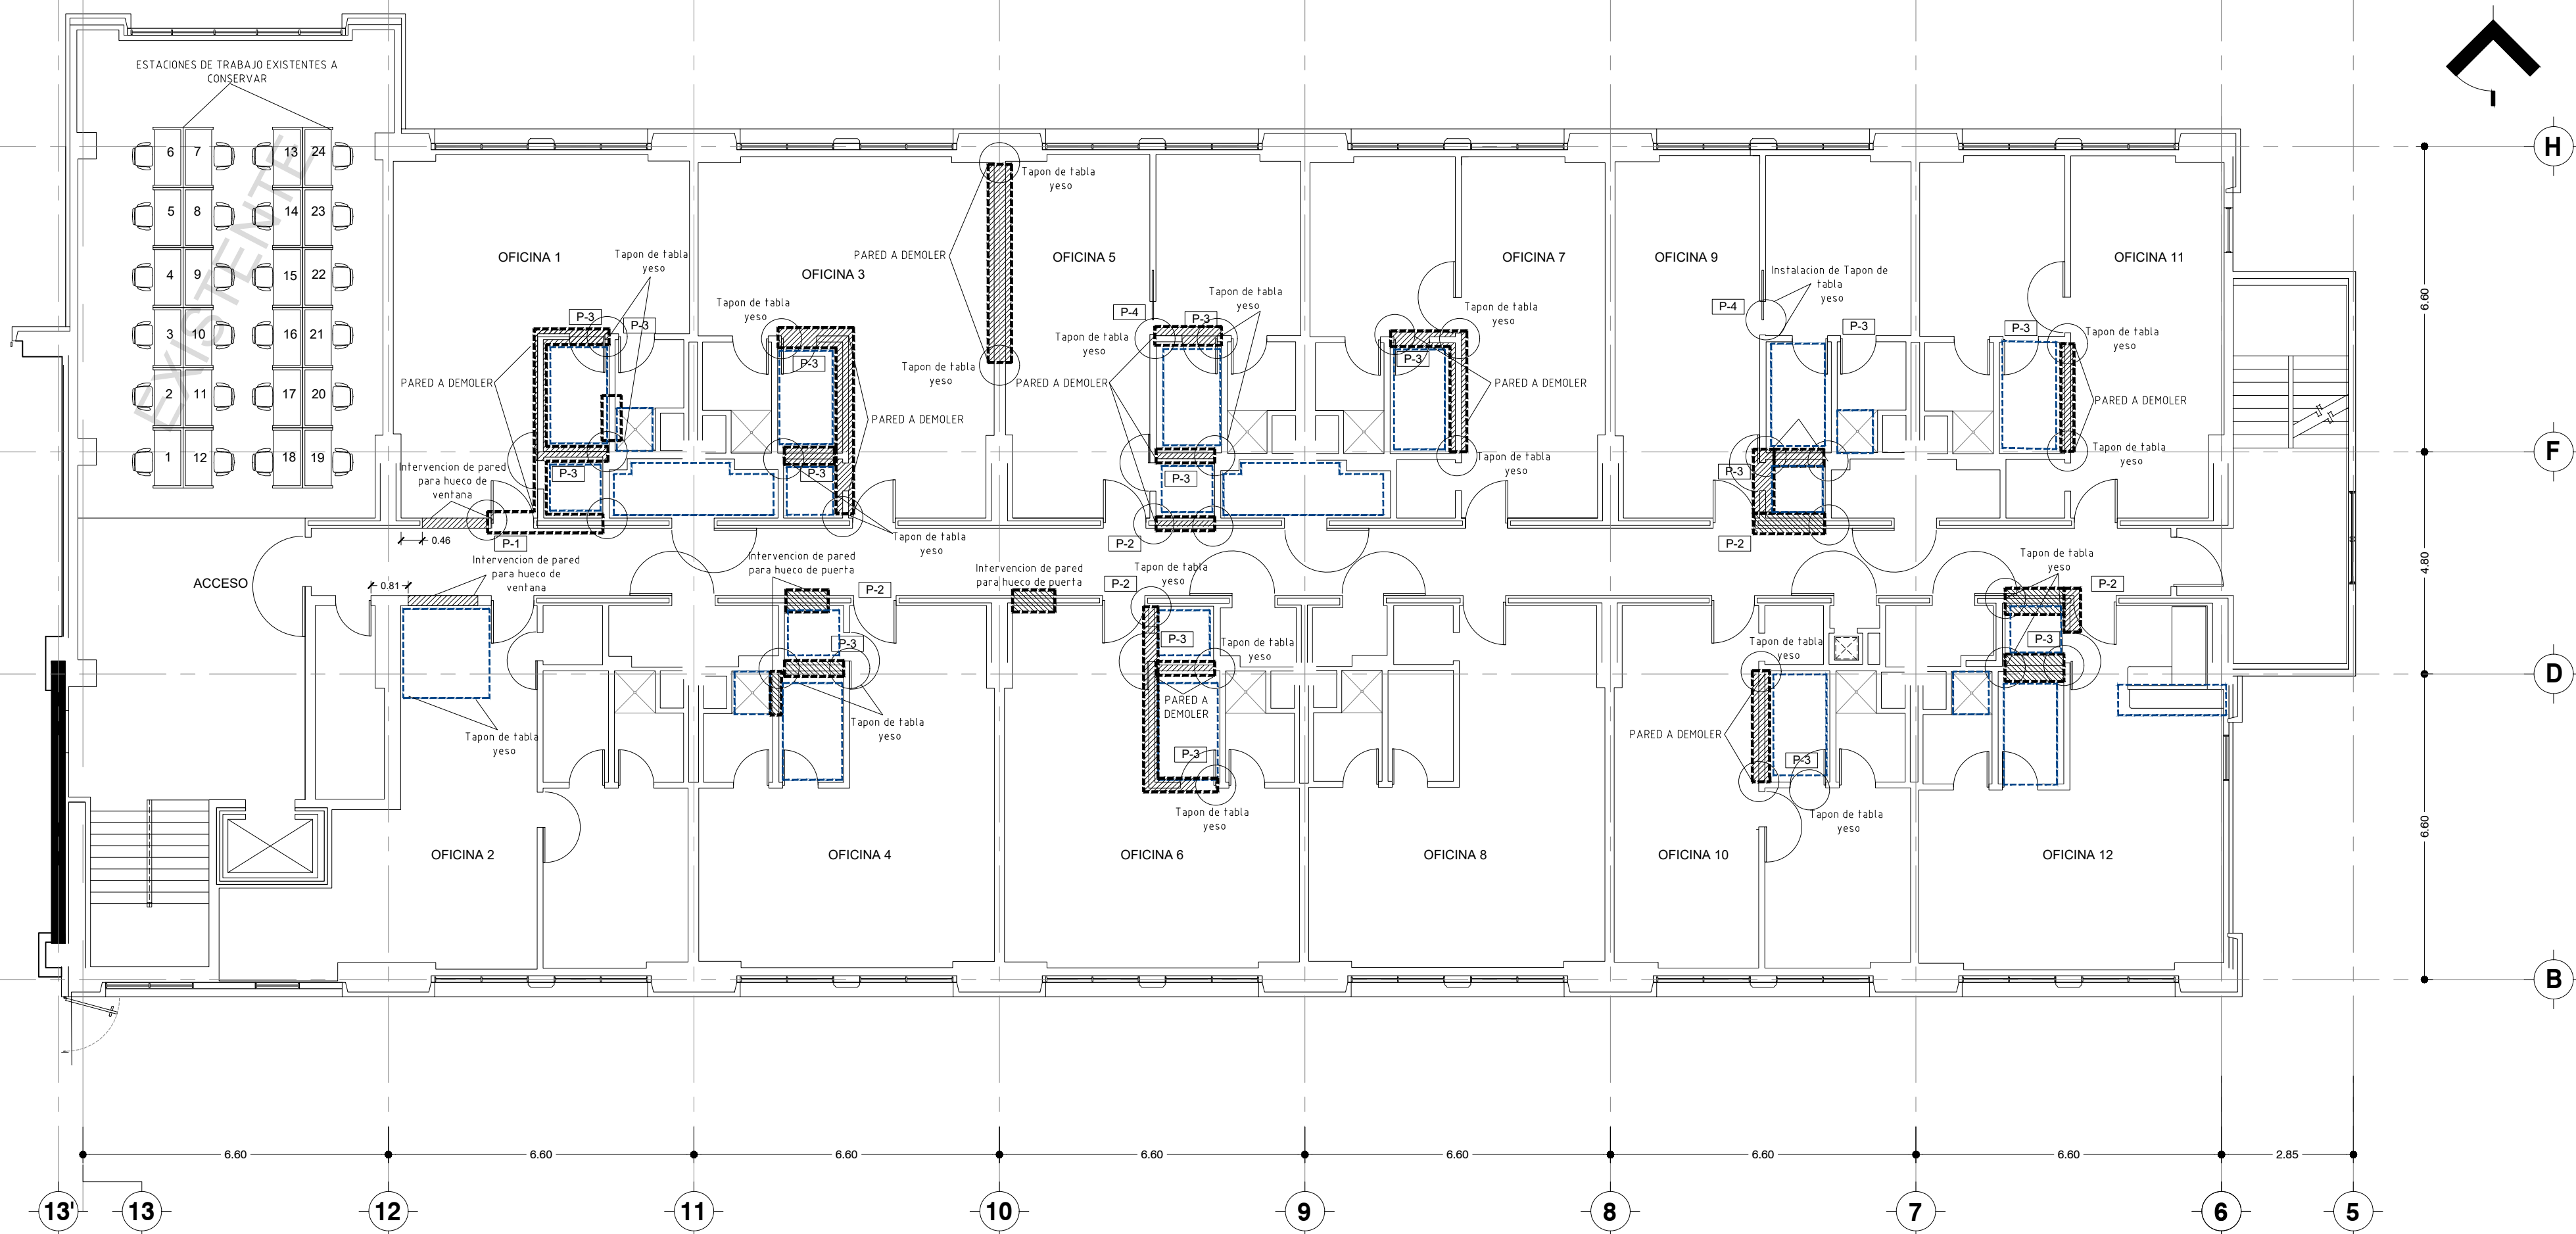 ESTACIONES DE TRABAJO EXISTENTES A
CONSERVAR
EXISTENTE
6 7 13 24
5 8 14 23
4 9 15 22
3 10 16 21
2 11 17 20
1 12 18 19
H
Tapon de tabla
yeso
OFICINA 1
OFICINA 3
OFICINA 5
OFICINA 7
OFICINA 9
OFICINA 11
Tapon de tabla
yeso
PARED A DEMOLER
Instalacion de Tapon de
tabla
yeso
Tapon de tabla
yeso
Tapon de tabla
yeso
Tapon de tabla
yeso
6.60
P-3
P-3
P-4
P-3
P-4
P-3
P-3
Tapon de tabla
yeso
Tapon de tabla
yeso
P-3
P-3
Tapon de tabla
yeso
PARED A DEMOLER
PARED A DEMOLER
PARED A DEMOLER
PARED A DEMOLER
PARED A DEMOLER
F
Intervencion de pared
para hueco de
ventana
P-3
P-3
P-3
Tapon de tabla
yeso
P-3
Tapon de tabla
yeso
0.46
P-1
Tapon de tabla
yeso
P-2
P-2
ACCESO
0.81
Intervencion de pared
para hueco de
ventana
Intervencion de pared
para hueco de puerta
P-2
Intervencion de pared
para hueco de puerta
P-2
Tapon de tabla
yeso
Tapon de tabla
yeso
P-2
4.80
P-3
P-3
Tapon de tabla
yeso
Tapon de tabla
yeso
P-3
D
Tapon de tabla
yeso
Tapon de tabla
yeso
PARED A
DEMOLER
PARED A DEMOLER
P-3
P-3
Tapon de tabla
yeso
Tapon de tabla
yeso
6.60
OFICINA 2
OFICINA 4
OFICINA 6
OFICINA 8
OFICINA 10
OFICINA 12
B
6.60 6.60 6.60 6.60 6.60 6.60 6.60 2.85
13' 13 12 11 10 9 8 7 6 5